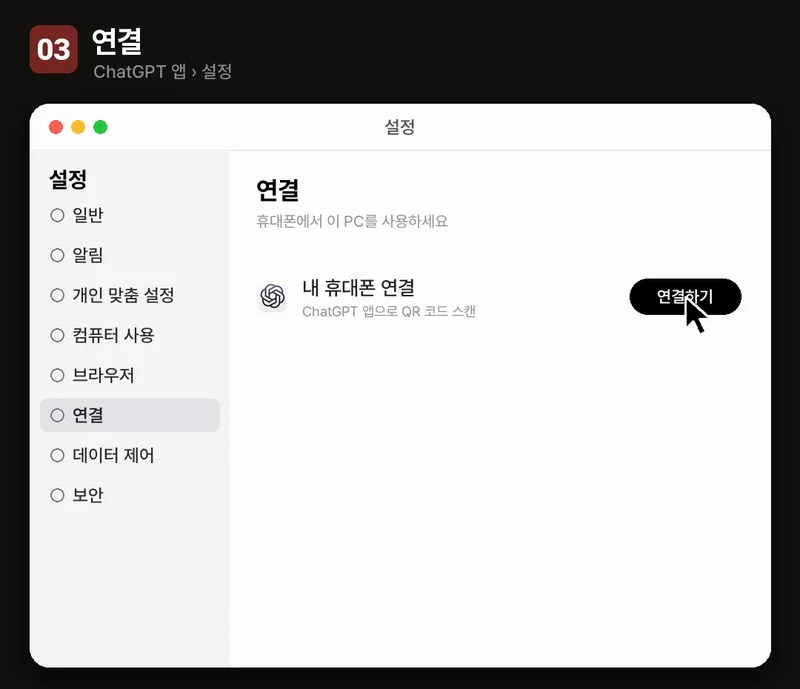 03
연결
ChatGPT 앱 › 설정
설정
설정
일반
알림
개인 맞춤 설정
컴퓨터 사용
브라우저
연결
데이터 제어
보안
연결
휴대폰에서 이 PC를 사용하세요
내 휴대폰 연결
ChatGPT 앱으로 QR 코드 스캔
연결하기